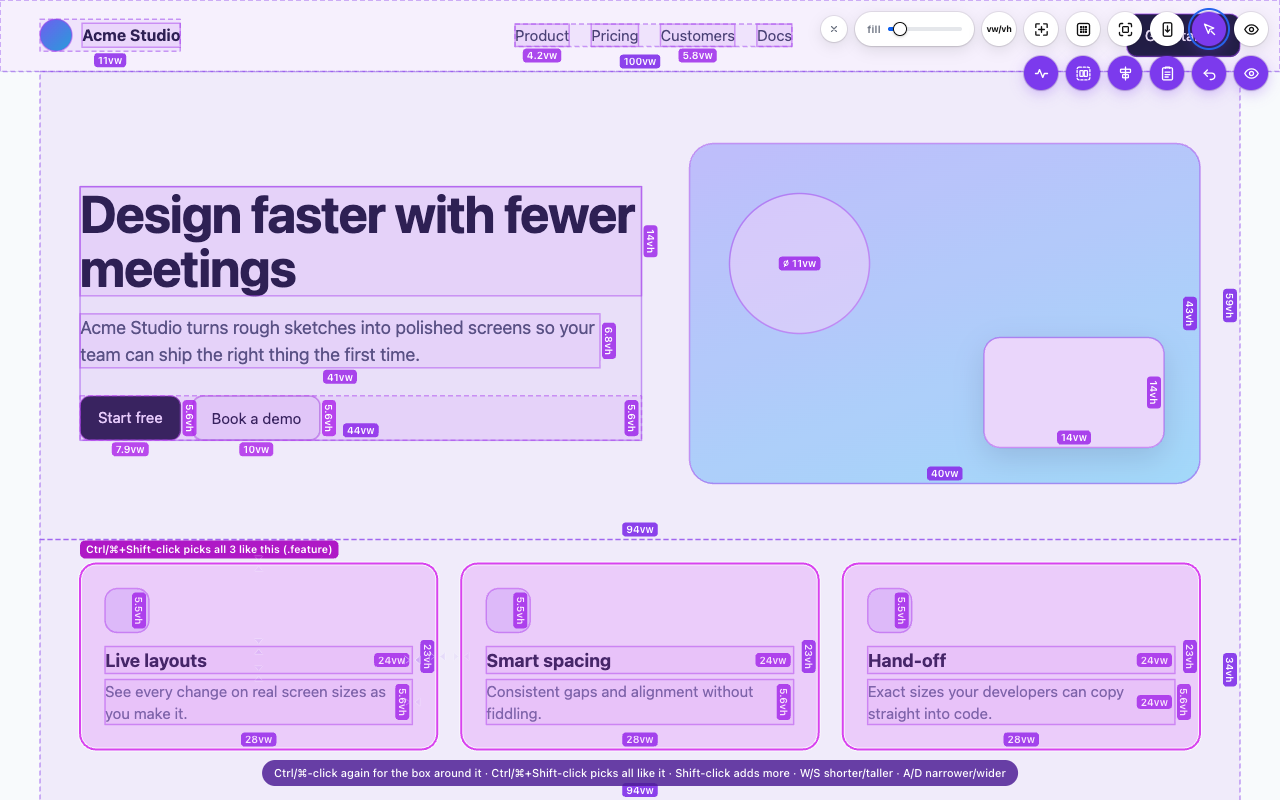 Acme Studio
Product Pricing Customers Docs
fill
vw/vh
11vw
4.2vw
100vw
5.8vw
Design faster with fewer
meetings
14vh
Acme Studio turns rough sketches into polished screens so your
team can ship the right thing the first time.
6.8vh
41vw
Start free
5.6vh
Book a demo
5.6vh
44vw
5.6vh
7.9vw
10vw
ø 11vw
43vh
59vh
14vh
14vw
40vw
94vw
Ctrl/⌘+Shift-click picks all 3 like this (.feature)
5.5vh
5.5vh
5.5vh
Live layouts
24vw
23vh
Smart spacing
24vw
23vh
Hand-off
24vw
23vh
34vh
See every change on real screen sizes as
you make it.
5.6vh
Consistent gaps and alignment without
fiddling.
5.6vh
Exact sizes your developers can copy
straight into code.
24vw
5.6vh
28vw
28vw
28vw
Ctrl/⌘-click again for the box around it · Ctrl/⌘+Shift-click picks all like it · Shift-click adds more · W/S shorter/taller · A/D narrower/wider
94vw